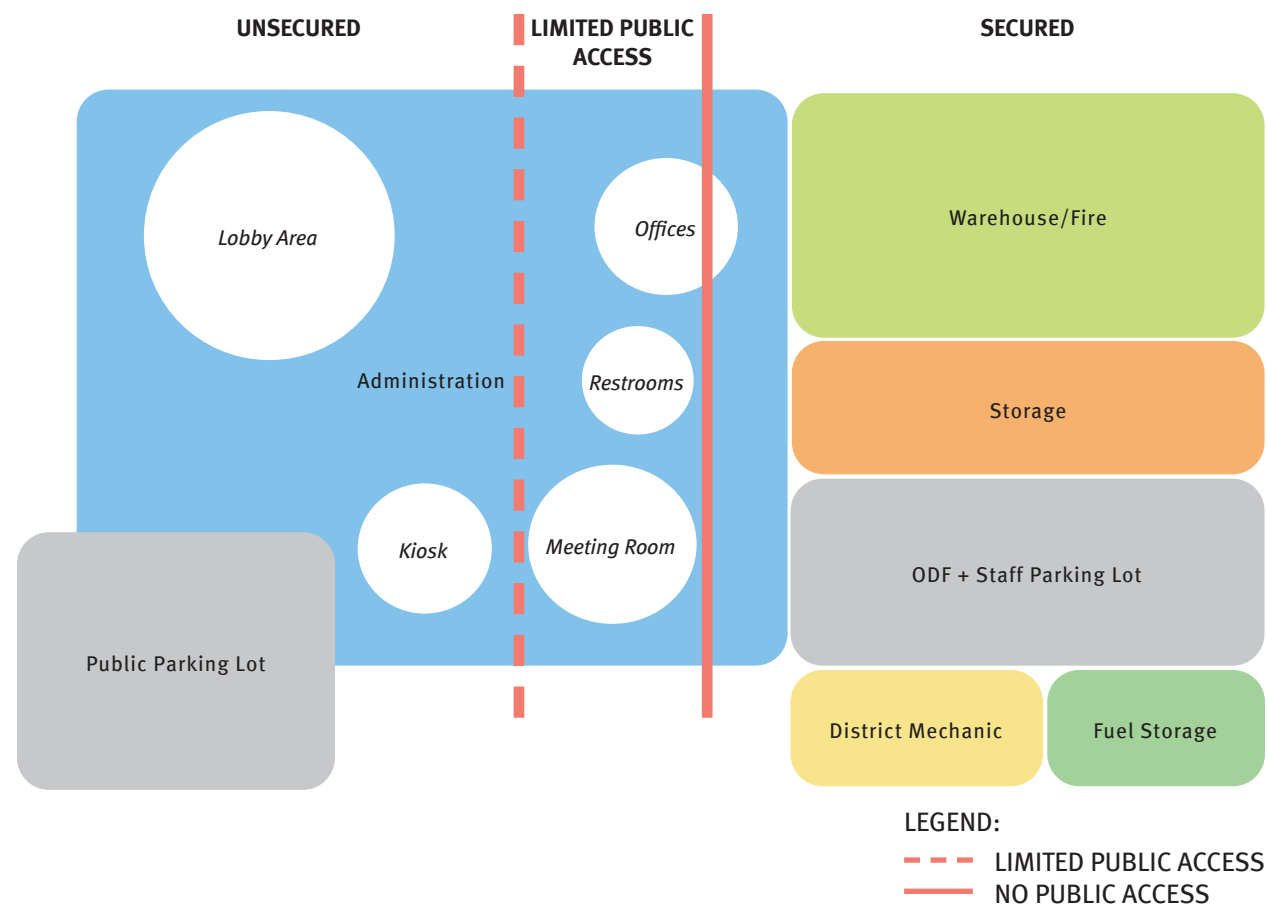 UNSECURED
LIMITED PUBLIC
ACCESS
SECURED
Lobby Area
Offices
Warehouse/Fire
Administration
Restrooms
Storage
Kiosk
Meeting Room
ODF + Staff Parking Lot
Public Parking Lot
District Mechanic
Fuel Storage
LEGEND:
LIMITED PUBLIC ACCESS
NO PUBLIC ACCESS